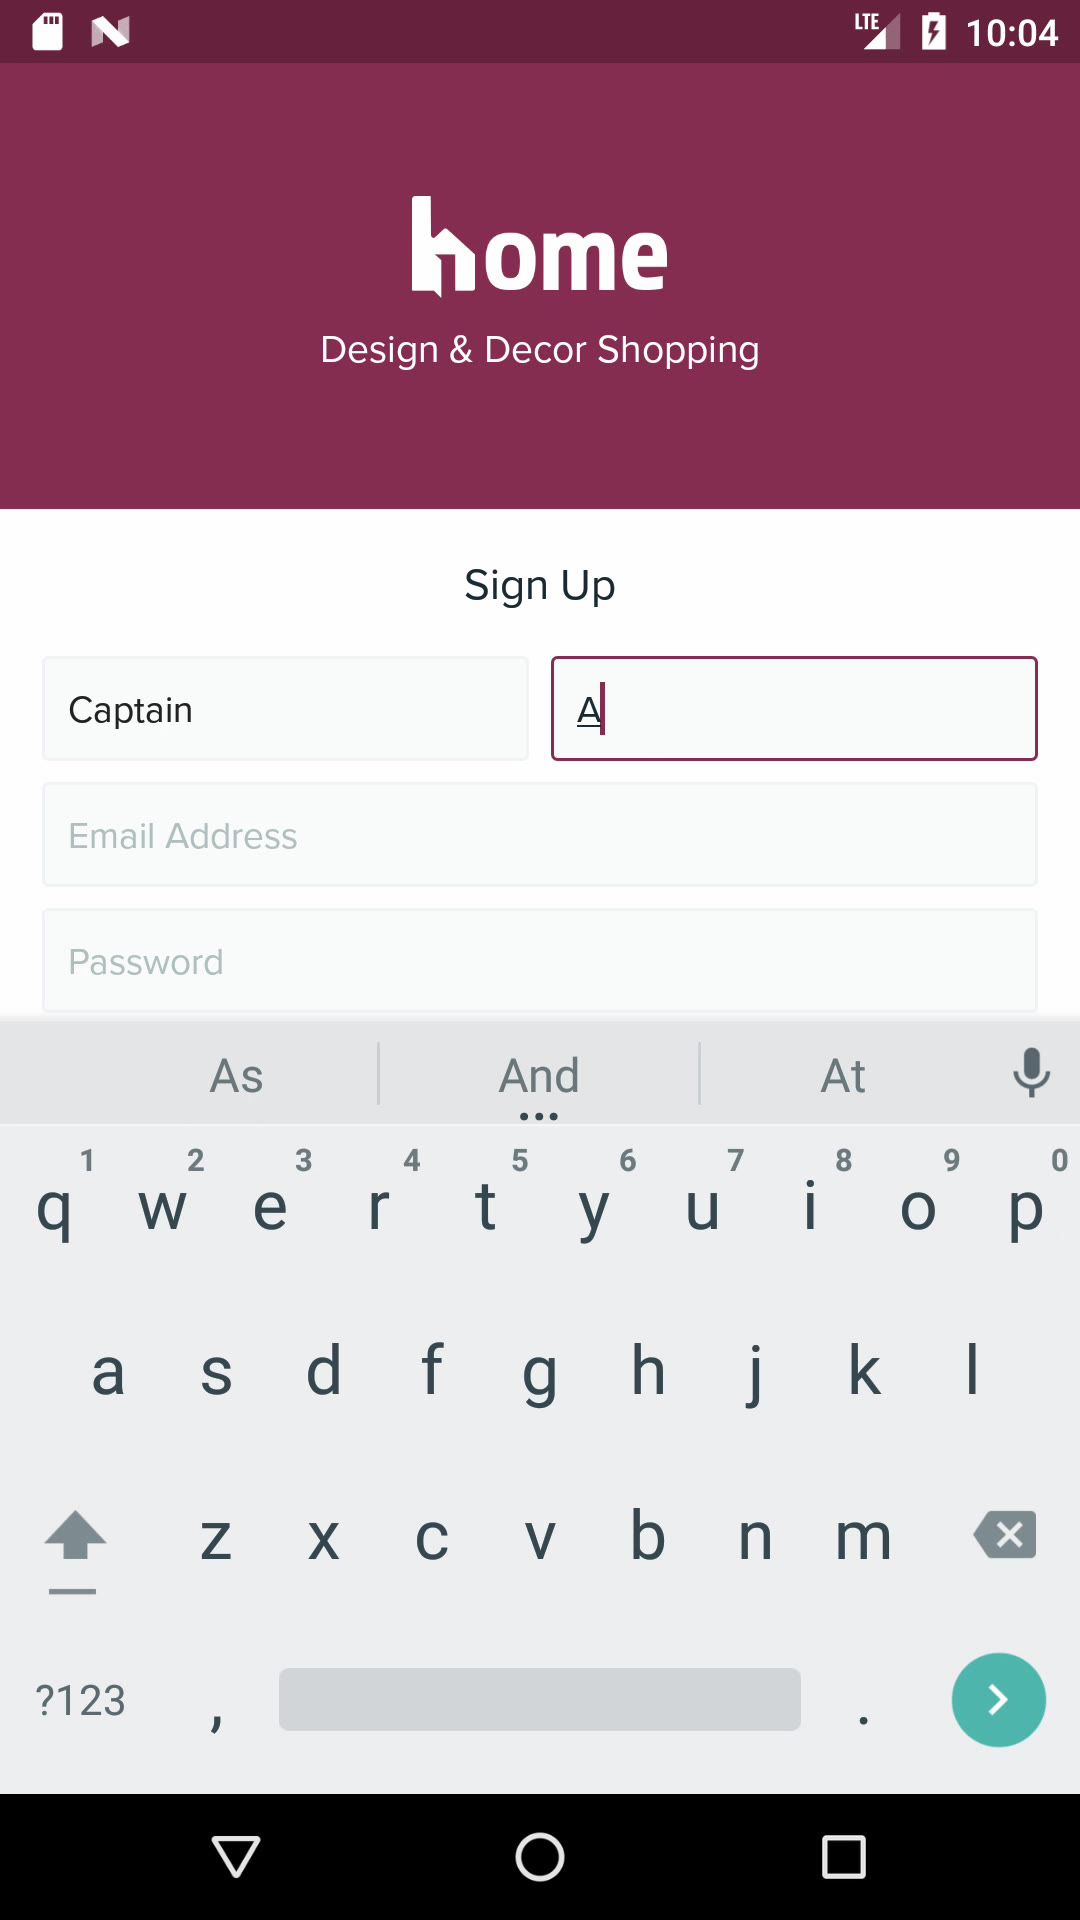 LTE 10:04
home
Design & Decor Shopping
Sign Up
Captain A
Email Address
Password
As And At
1 2 3 4 5 6 7 8 9 0
q w e r t y u i o p
a s d f g h j k l
z x c v b n m
?123 , .